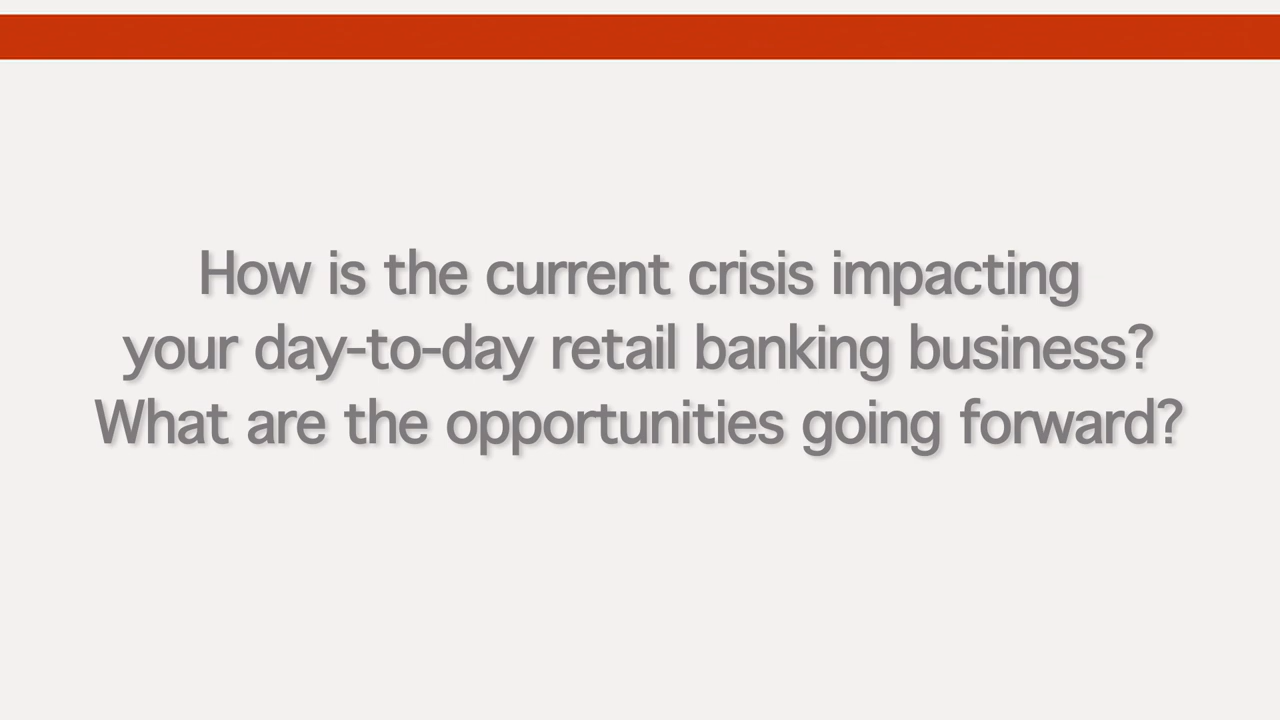 How is the current crisis impacting
your day-to-day retail banking business?
What are the opportunities going forward?